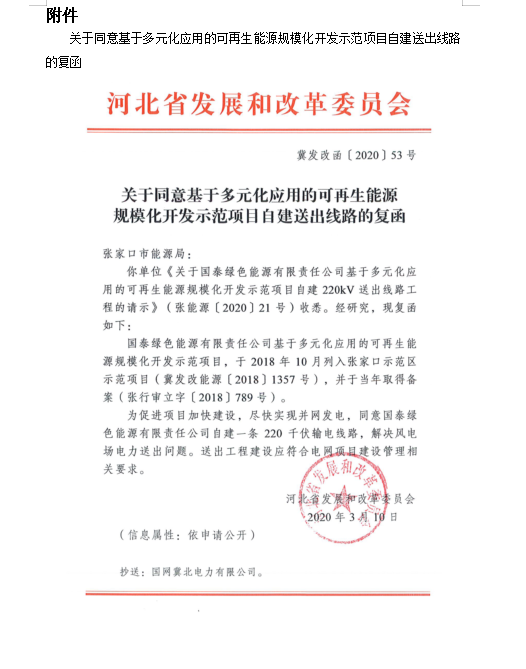 附件
关于同意基于多元化应用的可再生能源规模化开发示范项目自建送出线路
的复函
河北省发展和改革委员会
冀发改函〔2020〕53 号
关于同意基于多元化应用的可再生能源
规模化开发示范项目自建送出线路的复函
张家口市能源局：
你单位《关于国泰绿色能源有限责任公司基于多元化应
用的可再生能源规模化开发示范项目自建 220kV 送出线路工
程的请示》（张能源〔2020〕21 号）收悉。经研究，现复函
如下：
国泰绿色能源有限责任公司基于多元化应用的可再生能
源规模化开发示范项目，于 2018 年 10 月列入张家口示范区
示范项目（冀发改能源〔2018〕1357 号），并于当年取得备
案（张行审立字〔2018〕789 号）。
为促进项目加快建设，尽快实现并网发电，同意国泰绿
色能源有限责任公司自建一条 220 千伏输电线路，解决风电
场电力送出问题。送出工程建设应符合电网项目建设管理相
关要求。
河北省发展和改革委员会
2020 年 3 月 10 日
河北省发展和改革委员会
（信息属性：依申请公开）
抄送：国网冀北电力有限公司。